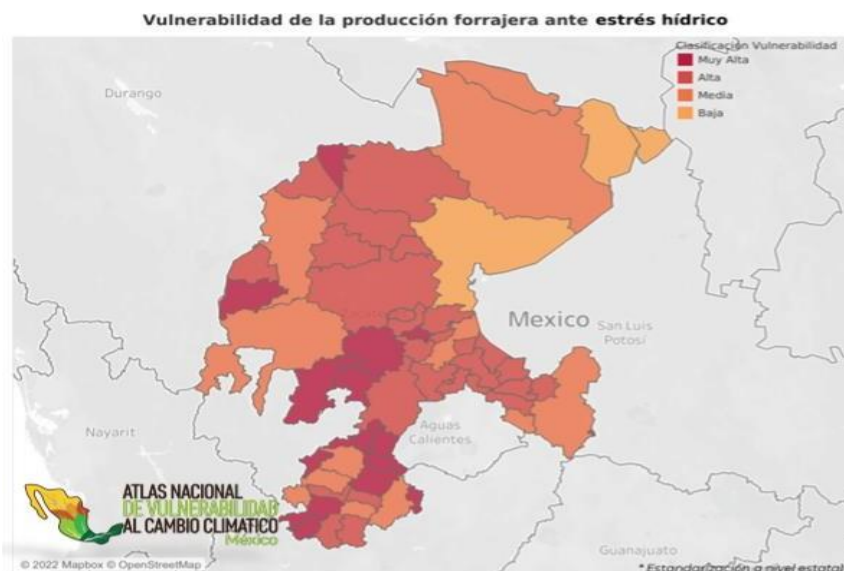 Vulnerabilidad de la producción forrajera ante estrés hídrico
Clasificación Vulnerabilidad
Muy Alta
Alta
Media
Baja
Durango
Mexico
San Luis
Potosí
Nayarit
Aguas
Calientes
Guanajuato
ATLAS NACIONAL
DE VULNERABILIDAD
AL CAMBIO CLIMATICO
México
© 2022 Mapbox © OpenStreetMap
* Estandarización a nivel estatal